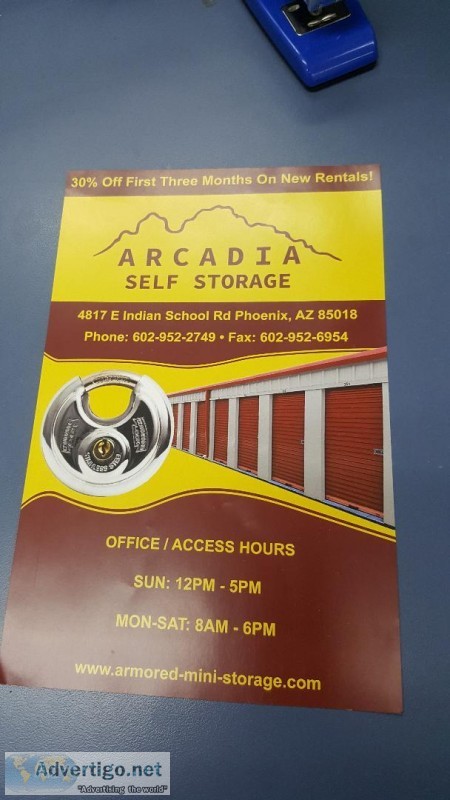 30% Off First Three Months On New Rentals!
ARCADIA
SELF STORAGE
4817 E Indian School Rd Phoenix, AZ 85018
Phone: 602-952-2749 • Fax: 602-952-6954
STAINLESS STEEL
OFFICE / ACCESS HOURS
SUN: 12PM - 5PM
MON-SAT: 8AM - 6PM
www.armored-mini-storage.com
Advertigo.net
"Advertising the world"